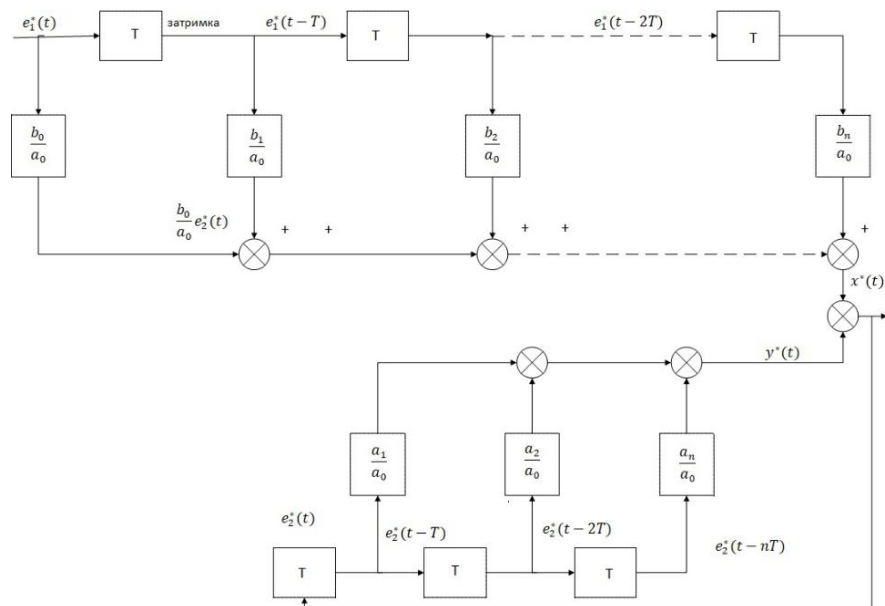 e₁*(t) затримка e₁*(t − T) e₁*(t − 2T)
T T T
b₀/a₀ b₁/a₀ b₂/a₀ bₙ/a₀
b₀/a₀ e₂*(t) + + + + +
x*(t)
y*(t)
a₁/a₀ a₂/a₀ aₙ/a₀
e₂*(t) e₂*(t − T) e₂*(t − 2T) e₂*(t − nT)
T T T